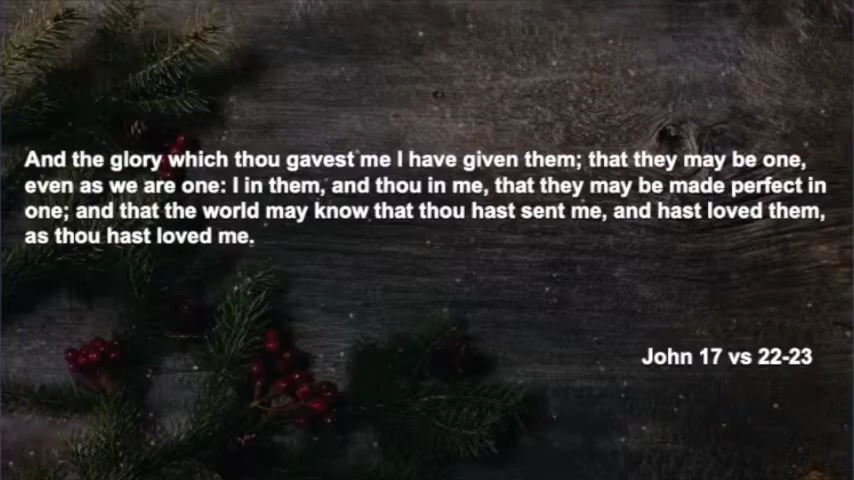 And the glory which thou gavest me I have given them; that they may be one,
even as we are one: I in them, and thou in me, that they may be made perfect in
one; and that the world may know that thou hast sent me, and hast loved them,
as thou hast loved me.
John 17 vs 22-23